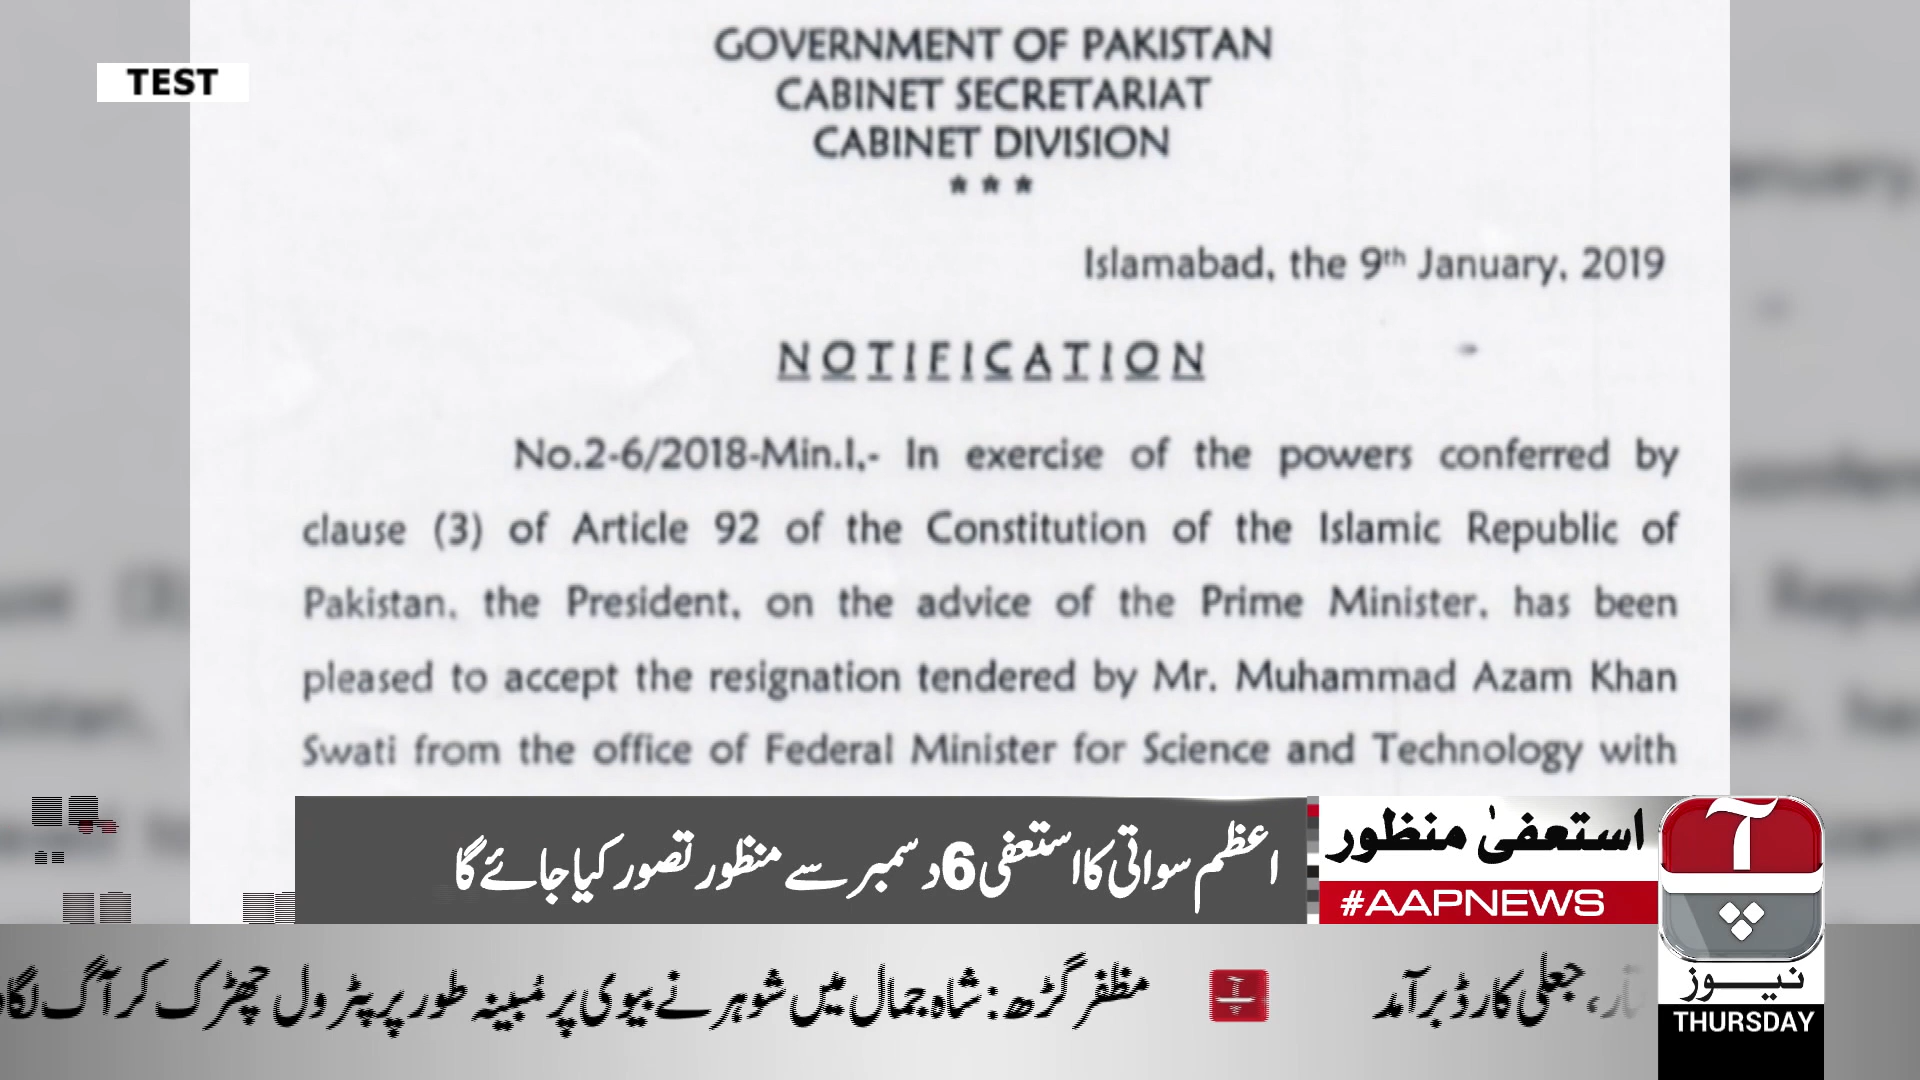 TEST
GOVERNMENT OF PAKISTAN
CABINET SECRETARIAT
CABINET DIVISION
* * *
Islamabad, the 9th January, 2019
NOTIFICATION
No.2-6/2018-Min.I,- In exercise of the powers conferred by
clause (3) of Article 92 of the Constitution of the Islamic Republic of
Pakistan, the President, on the advice of the Prime Minister, has been
pleased to accept the resignation tendered by Mr. Muhammad Azam Khan
Swati from the office of Federal Minister for Science and Technology with
استعفیٰ منظور
#AAPNEWS
اعظم سواتی کا استعفی 6 دسمبر سے منظور تصور کیا جائے گا
آپ
نیوز
THURSDAY
، جعلی کارڈ برآمد
مظفر گڑھ : شاہ جمال میں شوہر نے بیوی پر مُبینہ طور پر پٹرول چھڑک کر آگ لگا